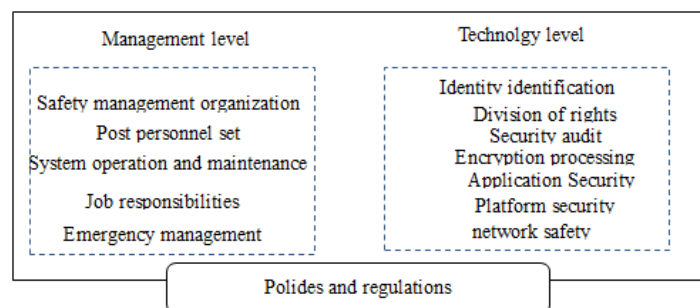 Management level
Safety management organization
Post personnel set
System operation and maintenance
Job responsibilities
Emergency management
Technolgy level
Identity identification
Division of rights
Security audit
Encryption processing
Application Security
Platform security
network safety
Polides and regulations